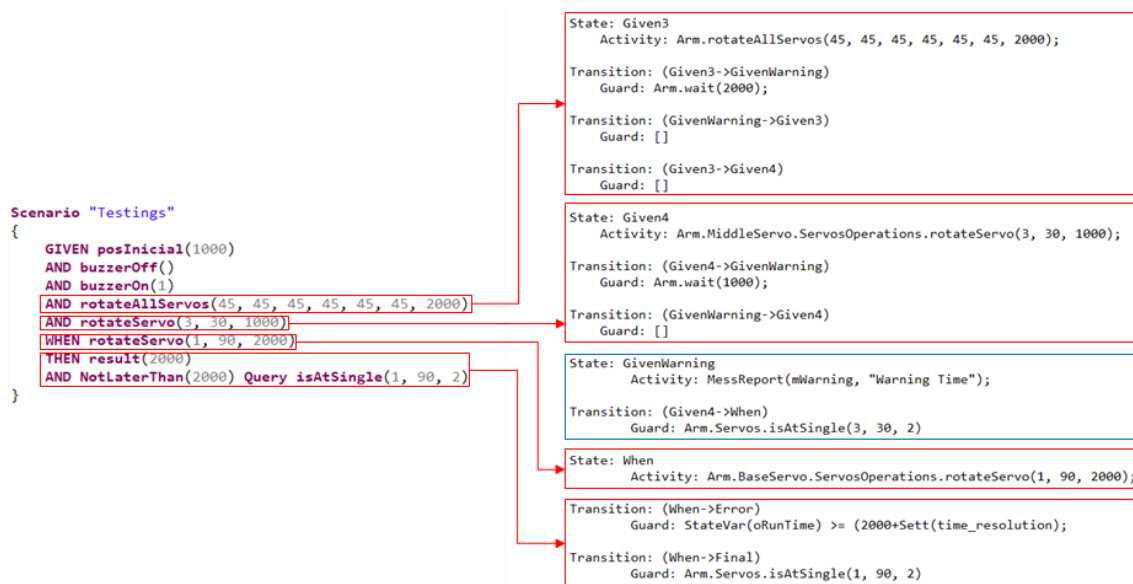 Scenario "Testings"
{
GIVEN posInicial(1000)
AND buzzerOff()
AND buzzerOn(1)
AND rotateAllServos(45, 45, 45, 45, 45, 45, 2000)
AND rotateServo(3, 30, 1000)
WHEN rotateServo(1, 90, 2000)
THEN result(2000)
AND NotLaterThan(2000) Query isAtSingle(1, 90, 2)
}
State: Given3
Activity: Arm.rotateAllServos(45, 45, 45, 45, 45, 45, 2000);
Transition: (Given3->GivenWarning)
Guard: Arm.wait(2000);
Transition: (GivenWarning->Given3)
Guard: []
Transition: (Given3->Given4)
Guard: []
State: Given4
Activity: Arm.MiddleServo.ServosOperations.rotateServo(3, 30, 1000);
Transition: (Given4->GivenWarning)
Guard: Arm.wait(1000);
Transition: (GivenWarning->Given4)
Guard: []
State: GivenWarning
Activity: MessReport(mWarning, "Warning Time");
Transition: (Given4->When)
Guard: Arm.Servos.isAtSingle(3, 30, 2)
State: When
Activity: Arm.BaseServo.ServosOperations.rotateServo(1, 90, 2000);
Transition: (When->Error)
Guard: StateVar(oRunTime) >= (2000+Sett(time_resolution);
Transition: (When->Final)
Guard: Arm.Servos.isAtSingle(1, 90, 2)